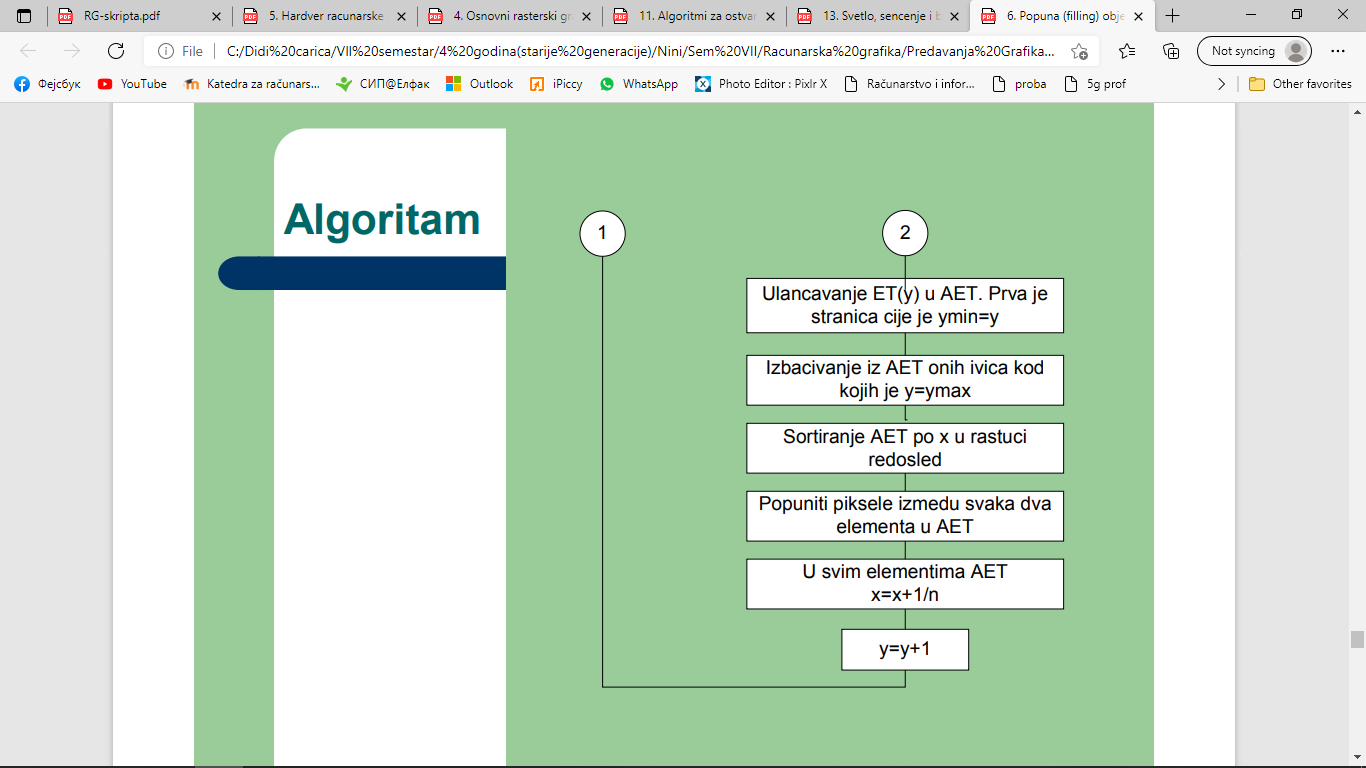 RG-skripta.pdf
5. Hardver racunarske
4. Osnovni rasterski gr
11. Algoritmi za ostvar
13. Svetlo, sencenje i b
6. Popuna (filling) obje
File
C:/Didi%20carica/VII%20semestar/4%20godina(starije%20generacije)/Nini/Sem%20VII/Racunarska%20grafika/Predavanja%20Grafika...
Not syncing
Фејсбук
YouTube
Katedra za računars...
СИП@Елфак
Outlook
iPiccy
WhatsApp
Photo Editor : Pixlr X
Računarstvo i infor...
proba
5g prof
Other favorites
Algoritam
1
2
Ulancavanje ET(y) u AET. Prva je
stranica cije je ymin=y
Izbacivanje iz AET onih ivica kod
kojih je y=ymax
Sortiranje AET po x u rastuci
redosled
Popuniti piksele izmedu svaka dva
elementa u AET
U svim elementima AET
x=x+1/n
y=y+1